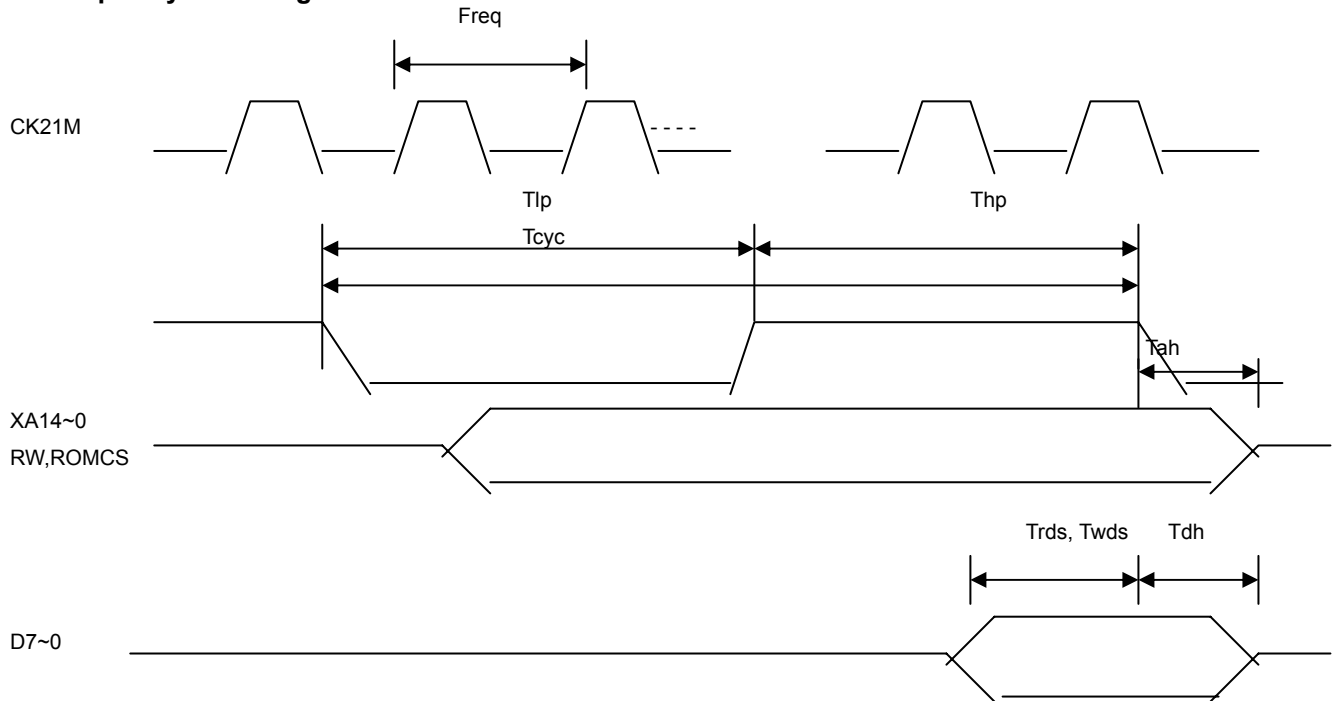 Freq
CK21M
Tlp
Thp
Tcyc
Tah
XA14~0
RW,ROMCS
Trds, Twds
Tdh
D7~0